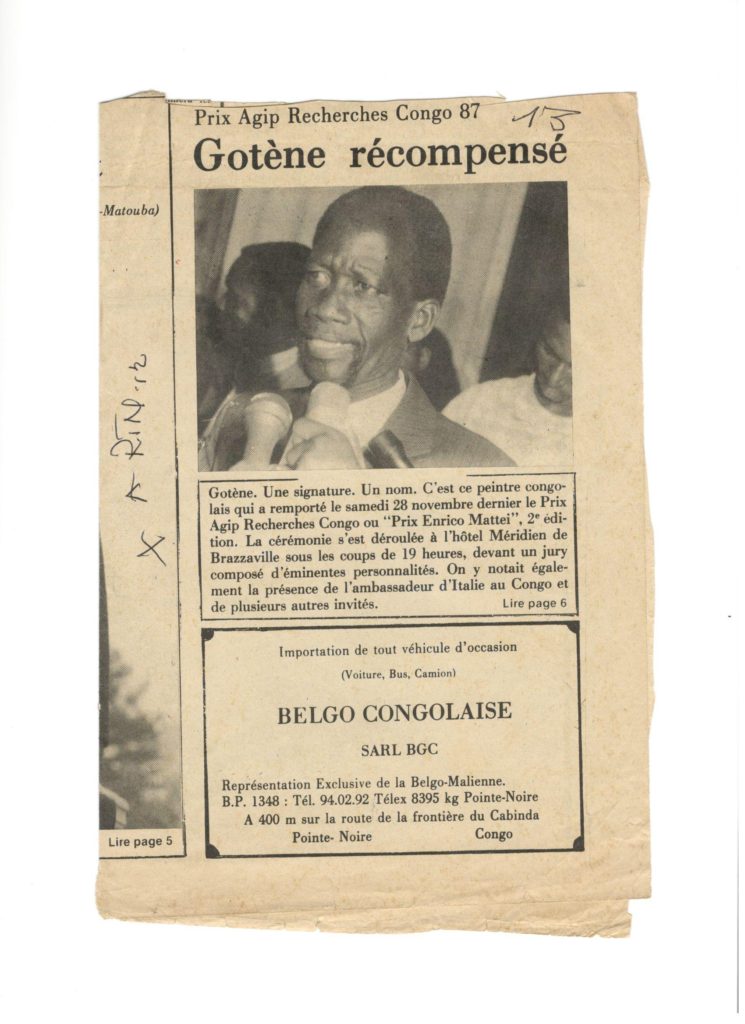 Prix Agip Recherches Congo 87
13
Gotène récompensé
-Matouba)
Gotène. Une signature. Un nom. C'est ce peintre congo-
lais qui a remporté le samedi 28 novembre dernier le Prix
Agip Recherches Congo ou "Prix Enrico Mattei", 2e édi-
tion. La cérémonie s'est déroulée à l'hôtel Méridien de
Brazzaville sous les coups de 19 heures, devant un jury
composé d'éminentes personnalités. On y notait égale-
ment la présence de l'ambassadeur d'Italie au Congo et
de plusieurs autres invités.
Lire page 6
Importation de tout véhicule d'occasion
(Voiture, Bus, Camion)
BELGO CONGOLAISE
SARL BGC
Représentation Exclusive de la Belgo-Malienne.
B.P. 1348 : Tél. 94.02.92 Télex 8395 kg Pointe-Noire
A 400 m sur la route de la frontière du Cabinda
Pointe- Noire Congo
Lire page 5